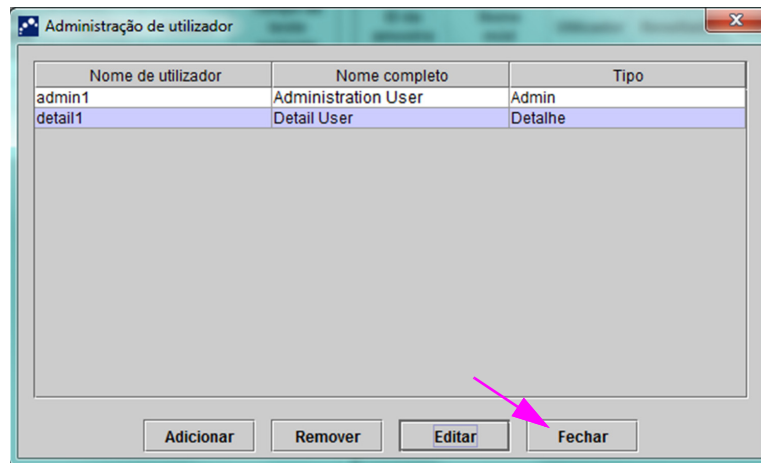 Administração de utilizador
Nome de utilizador Nome completo Tipo
admin1 Administration User Admin
detail1 Detail User Detalhe
Adicionar Remover Editar Fechar